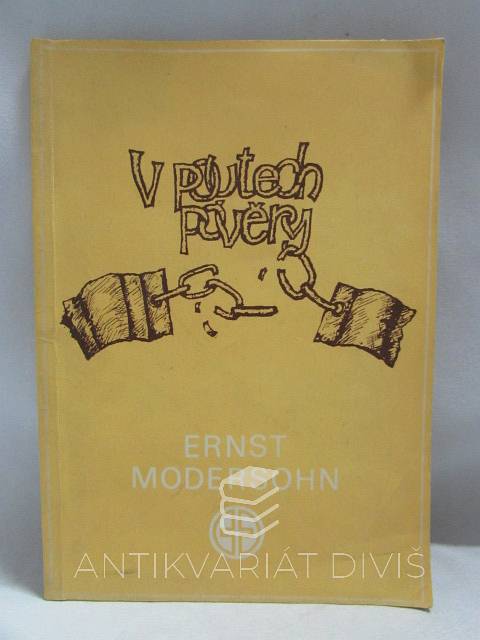 V poutech
pověry
ERNST
MODERSOHN
ANTIKVARIÁT DIVIŠ